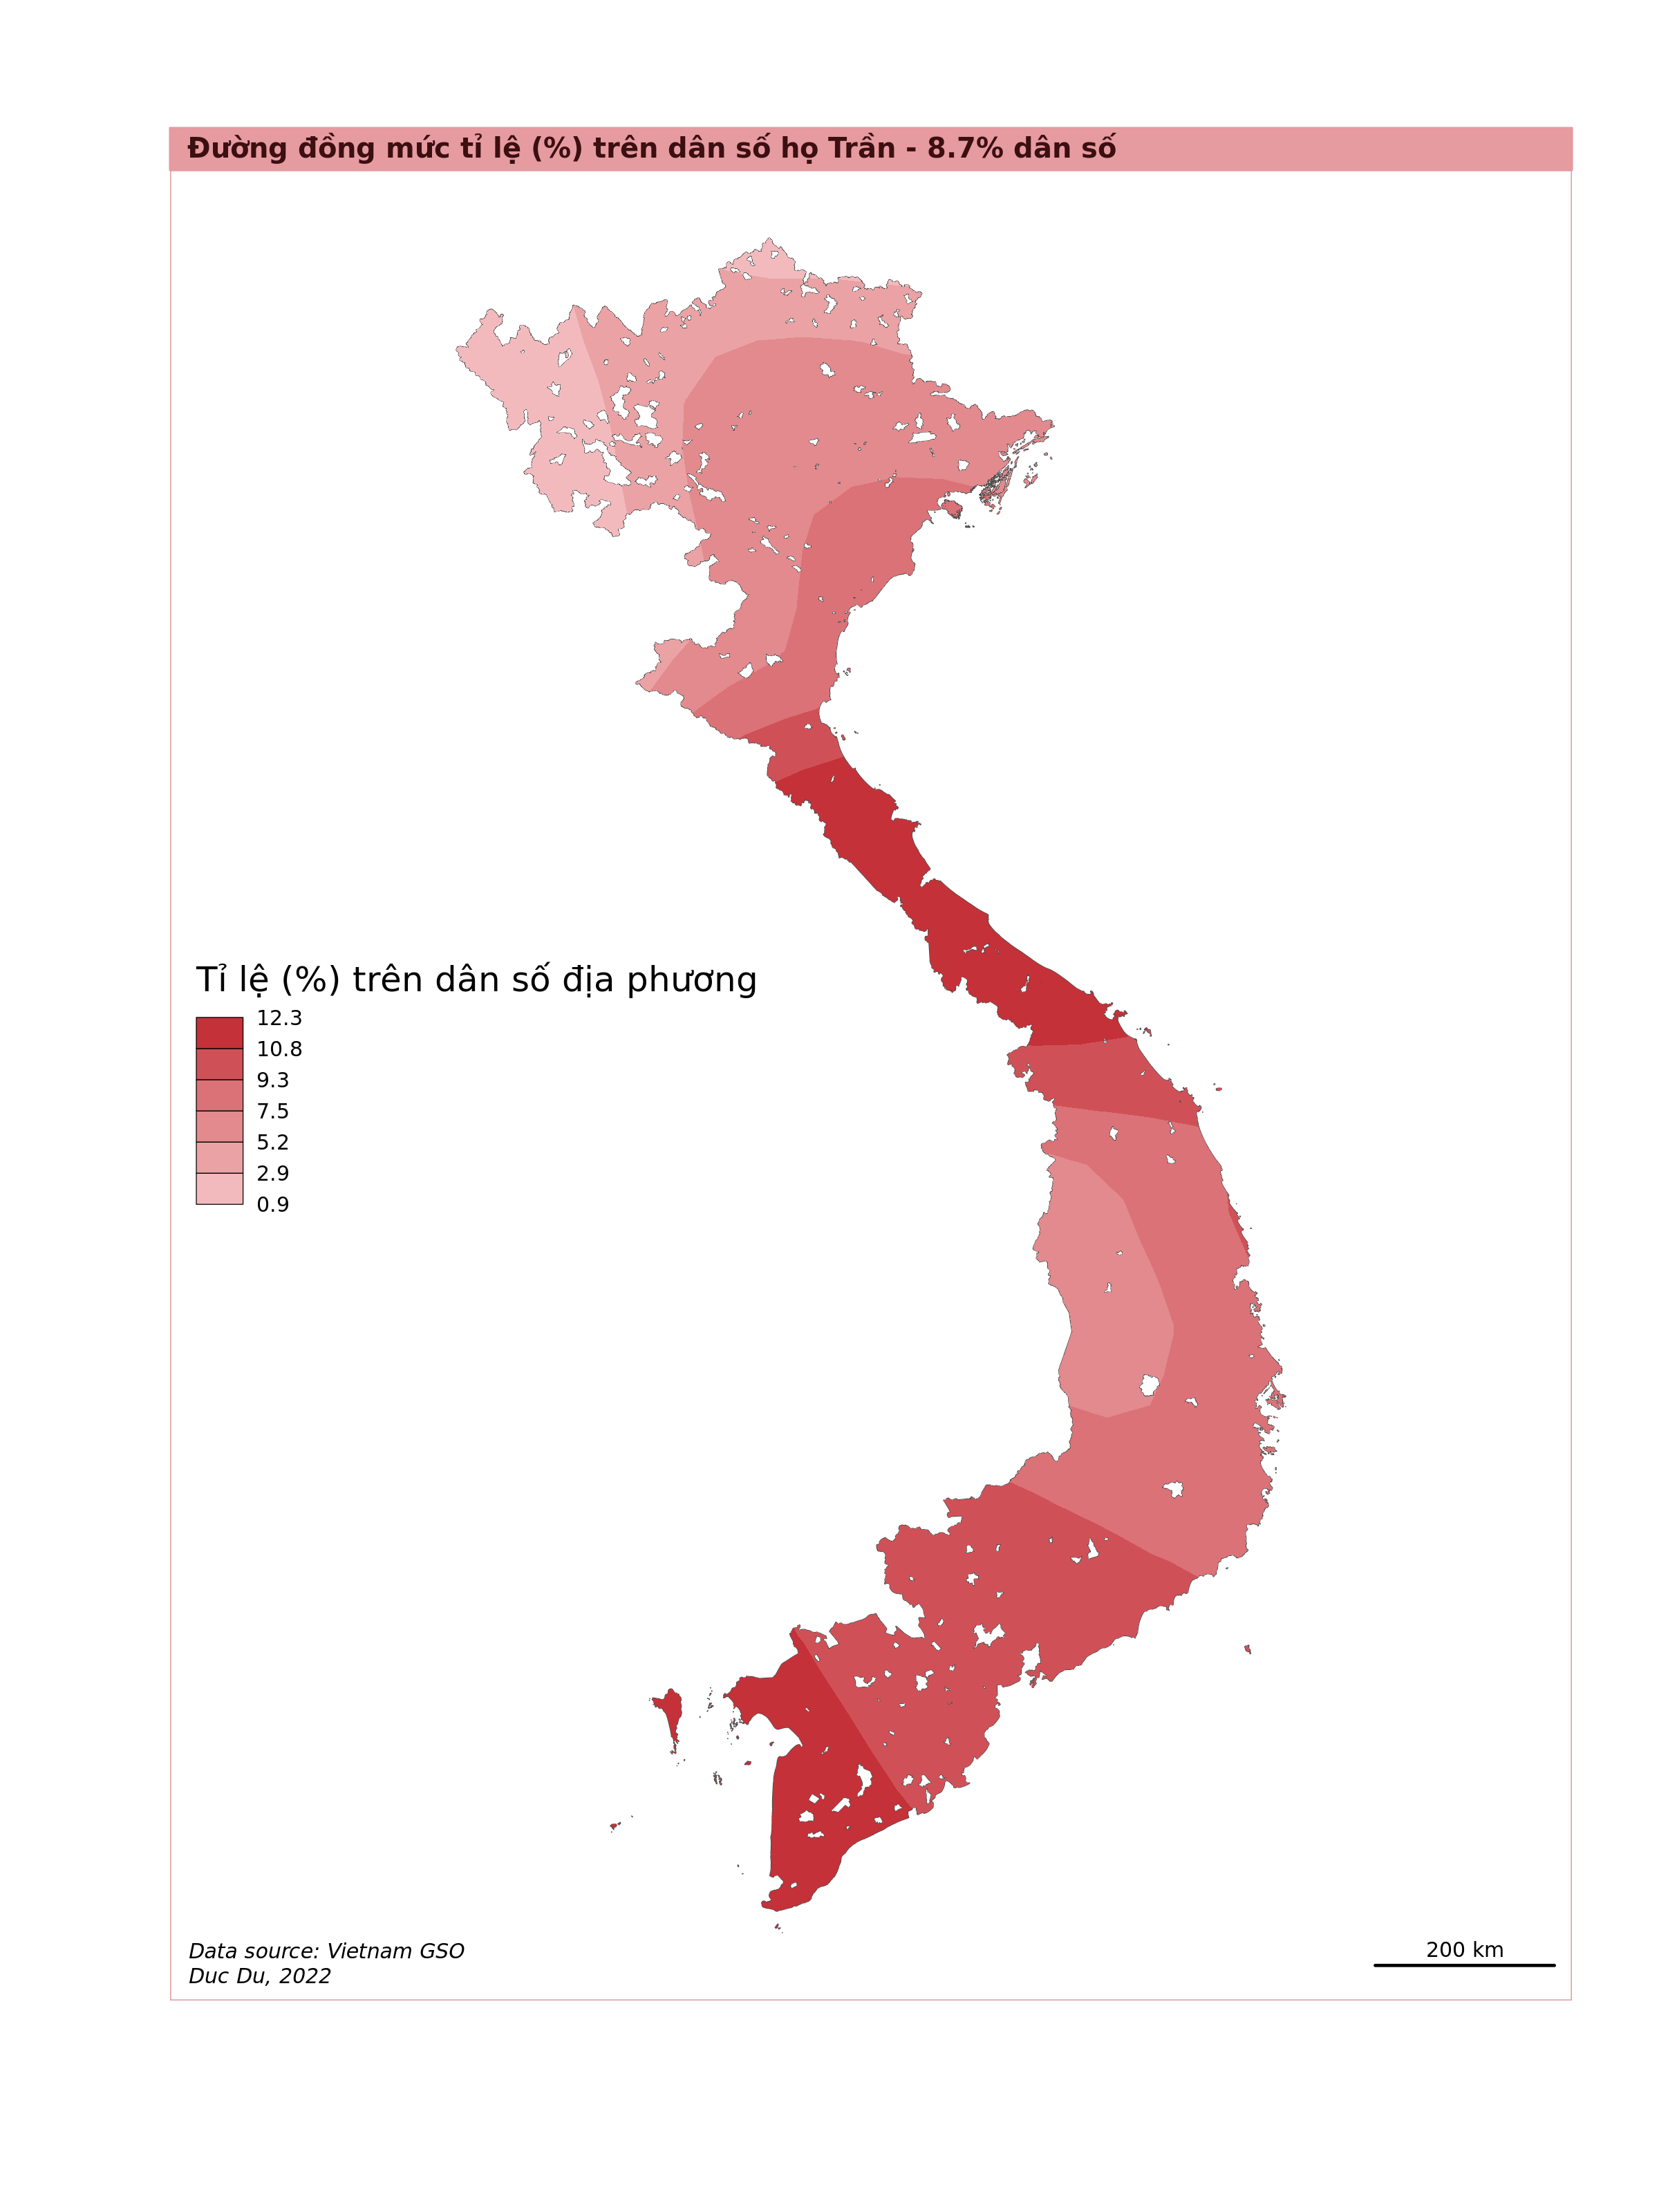 Đường đồng mức tỉ lệ (%) trên dân số họ Trần - 8.7% dân số
Tỉ lệ (%) trên dân số địa phương
12.3
10.8
9.3
7.5
5.2
2.9
0.9
Data source: Vietnam GSO
Duc Du, 2022
200 km